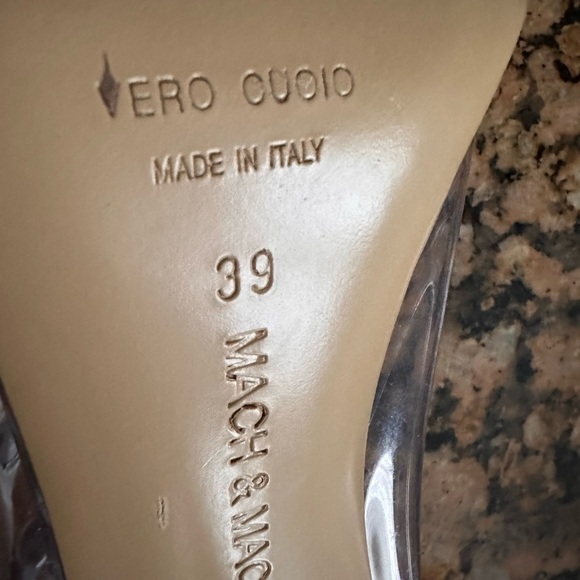 VERO CUOIO
MADE IN ITALY
39
MACH & MAC